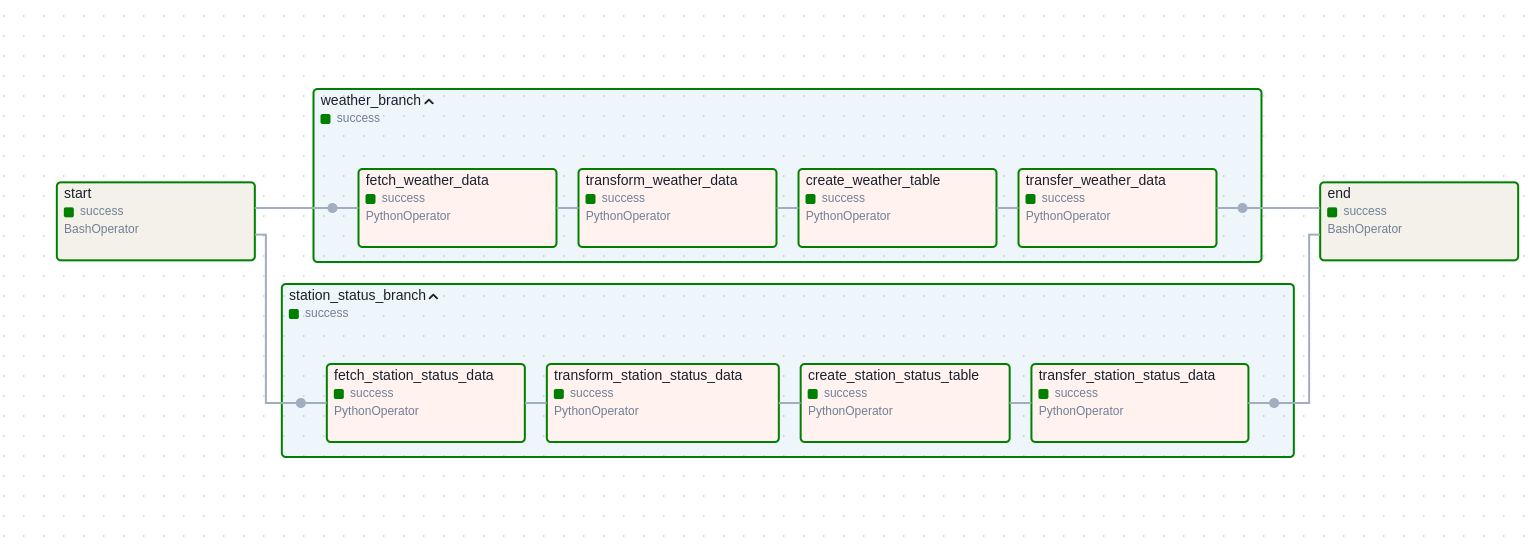 weather_branch
success
fetch_weather_data
success
PythonOperator
transform_weather_data
success
PythonOperator
create_weather_table
success
PythonOperator
transfer_weather_data
success
PythonOperator
start
success
BashOperator
end
success
BashOperator
station_status_branch
success
fetch_station_status_data
success
PythonOperator
transform_station_status_data
success
PythonOperator
create_station_status_table
success
PythonOperator
transfer_station_status_data
success
PythonOperator